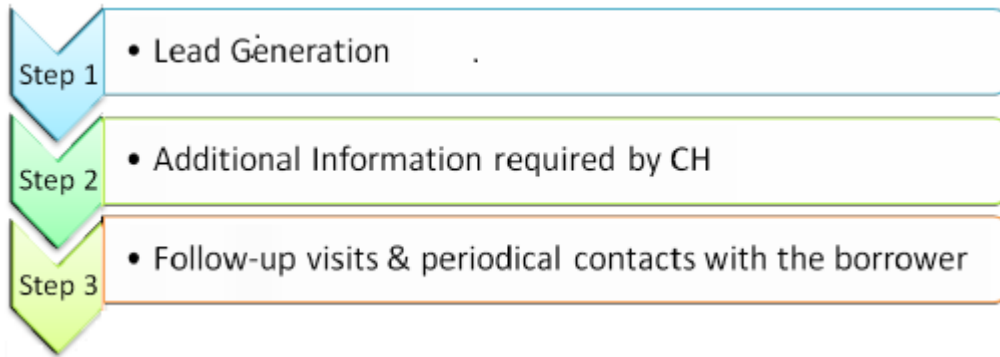 Step 1
• Lead Generation .
Step 2
• Additional Information required by CH
Step 3
• Follow-up visits & periodical contacts with the borrower